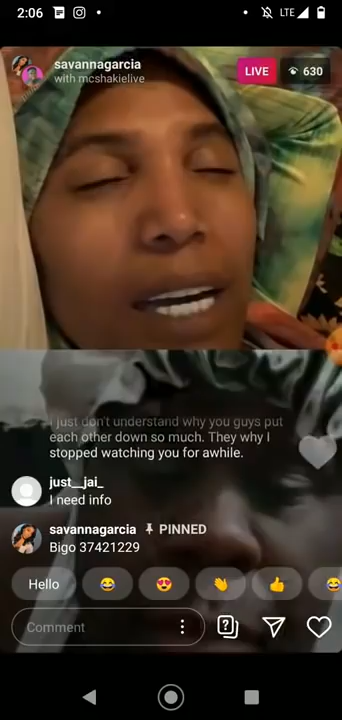 2:06
LTE
savannagarcia
LIVE
630
with mcshakielive
I just don't understand why you guys put
each other down so much. They why I
stopped watching you for awhile.
just__jai_
I need info
savannagarcia PINNED
Bigo 37421229
Hello
Comment